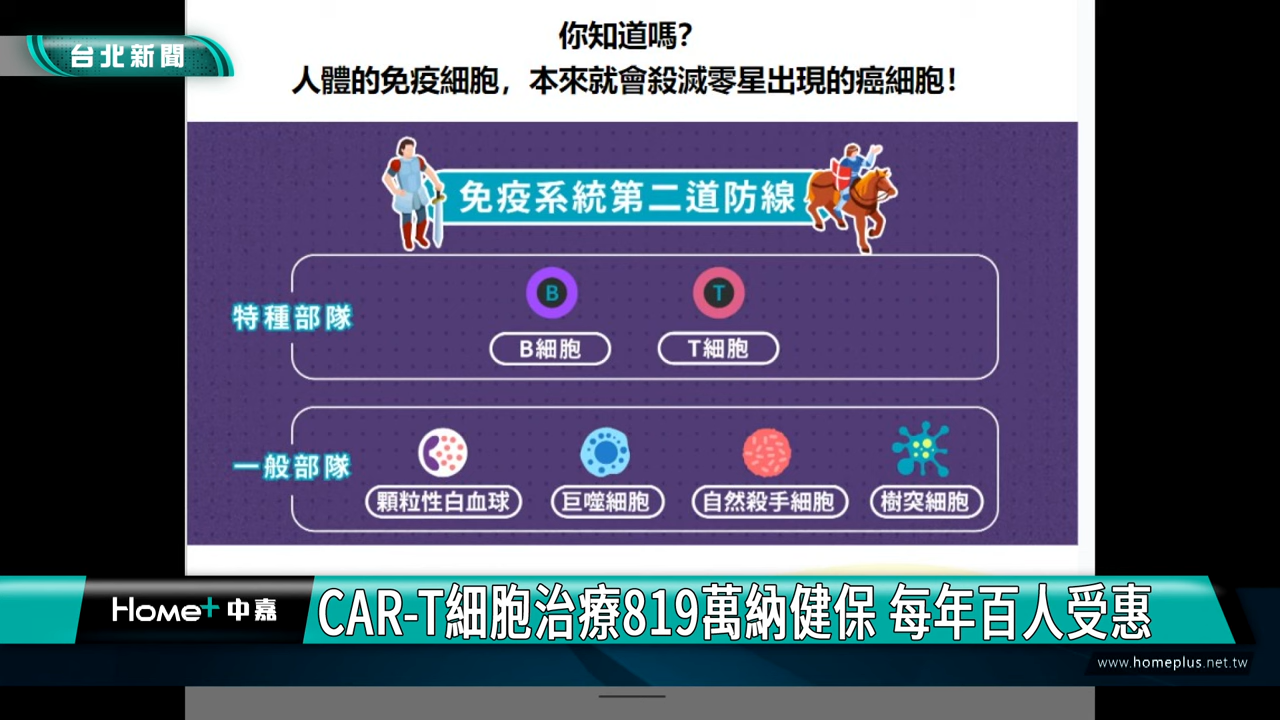 台北新聞
你知道嗎?
人體的免疫細胞，本來就會殺滅零星出現的癌細胞！
免疫系統第二道防線
特種部隊
B
T
B細胞
T細胞
一般部隊
顆粒性白血球
巨噬細胞
自然殺手細胞
樹突細胞
Home+中嘉
CAR-T細胞治療819萬納健保 每年百人受惠
www.homeplus.net.tw